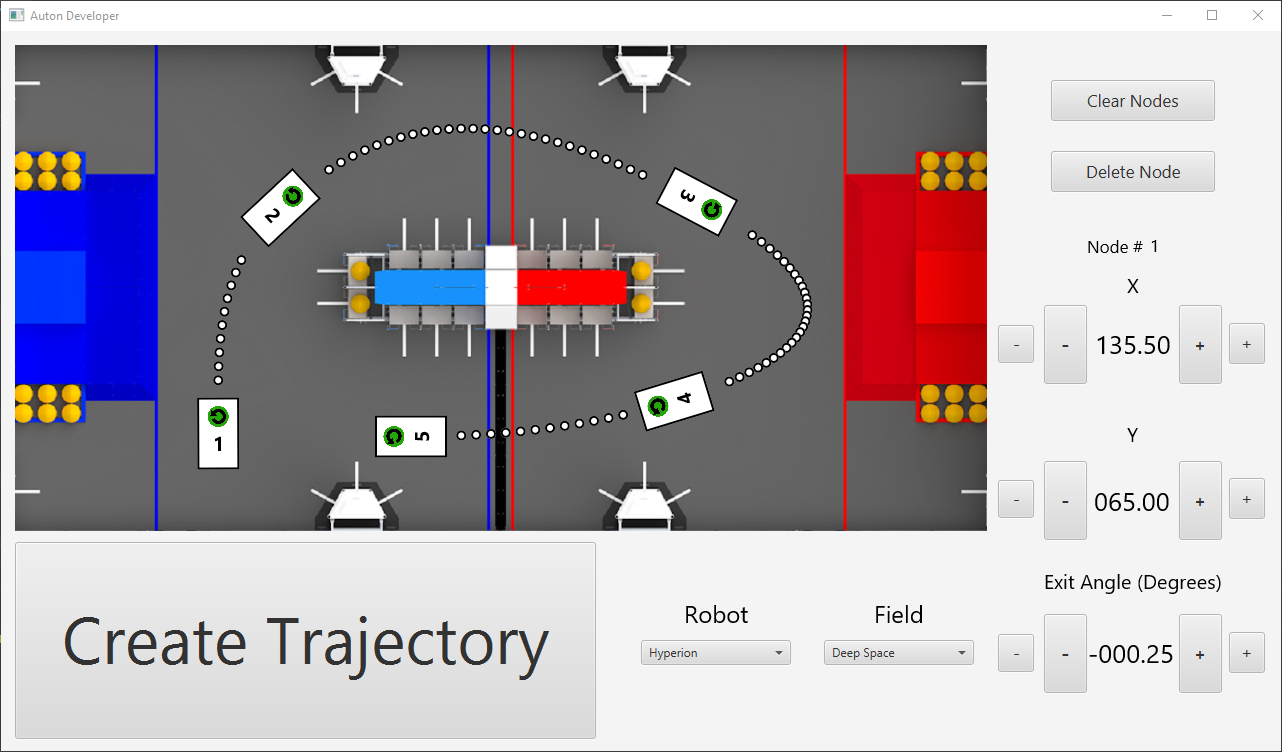 Auton Developer
Clear Nodes
Delete Node
2
3
Node # 1
X
- - 135.50 + +
4
1
5
Y
- - 065.00 + +
Exit Angle (Degrees)
- - -000.25 + +
Create Trajectory
Robot
Field
Hyperion
Deep Space